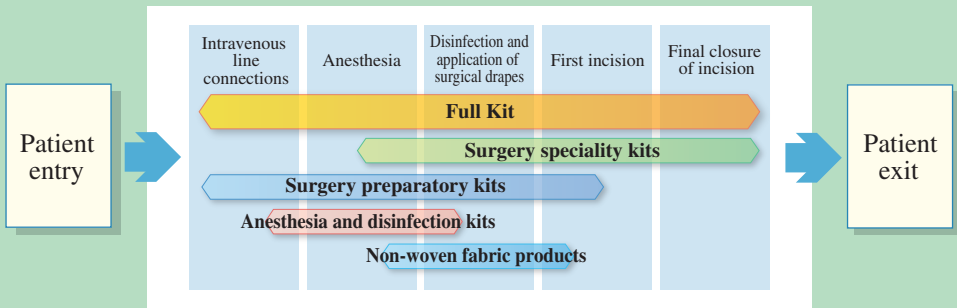 Patient
entry
Intravenous
line
connections
Anesthesia
Disinfection and
application of
surgical drapes
First incision
Final closure
of incision
Full Kit
Surgery speciality kits
Surgery preparatory kits
Anesthesia and disinfection kits
Non-woven fabric products
Patient
exit